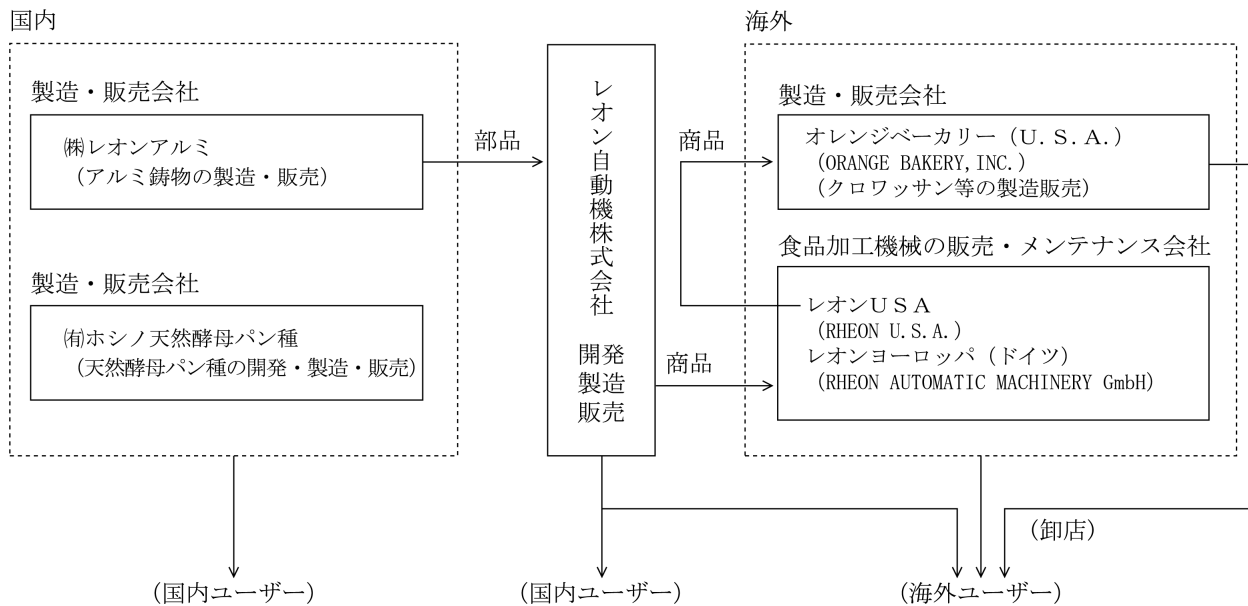 国内
製造・販売会社
㈱レオンアルミ
（アルミ鋳物の製造・販売）
製造・販売会社
㈲ホシノ天然酵母パン種
（天然酵母パン種の開発・製造・販売）
部品
レオン自動機株式会社
開発
製造
販売
商品
商品
海外
製造・販売会社
オレンジベーカリー（Ｕ．Ｓ．Ａ．）
（ORANGE BAKERY, INC.）
（クロワッサン等の製造販売）
食品加工機械の販売・メンテナンス会社
レオンＵＳＡ
（RHEON U.S.A.）
レオンヨーロッパ（ドイツ）
（RHEON AUTOMATIC MACHINERY GmbH）
（卸店）
（国内ユーザー）
（国内ユーザー）
（海外ユーザー）